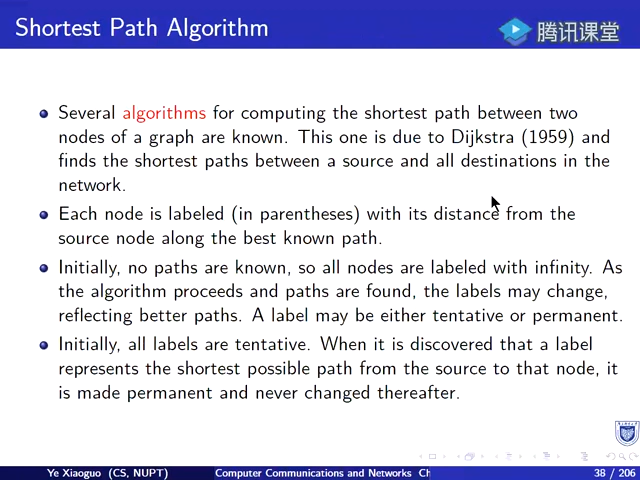 Shortest Path Algorithm
腾讯课堂
Several algorithms for computing the shortest path between two
nodes of a graph are known. This one is due to Dijkstra (1959) and
finds the shortest paths between a source and all destinations in the
network.
Each node is labeled (in parentheses) with its distance from the
source node along the best known path.
Initially, no paths are known, so all nodes are labeled with infinity. As
the algorithm proceeds and paths are found, the labels may change,
reflecting better paths. A label may be either tentative or permanent.
Initially, all labels are tentative. When it is discovered that a label
represents the shortest possible path from the source to that node, it
is made permanent and never changed thereafter.
Ye Xiaoguo (CS, NUPT) Computer Communications and Networks Ch 38 / 206